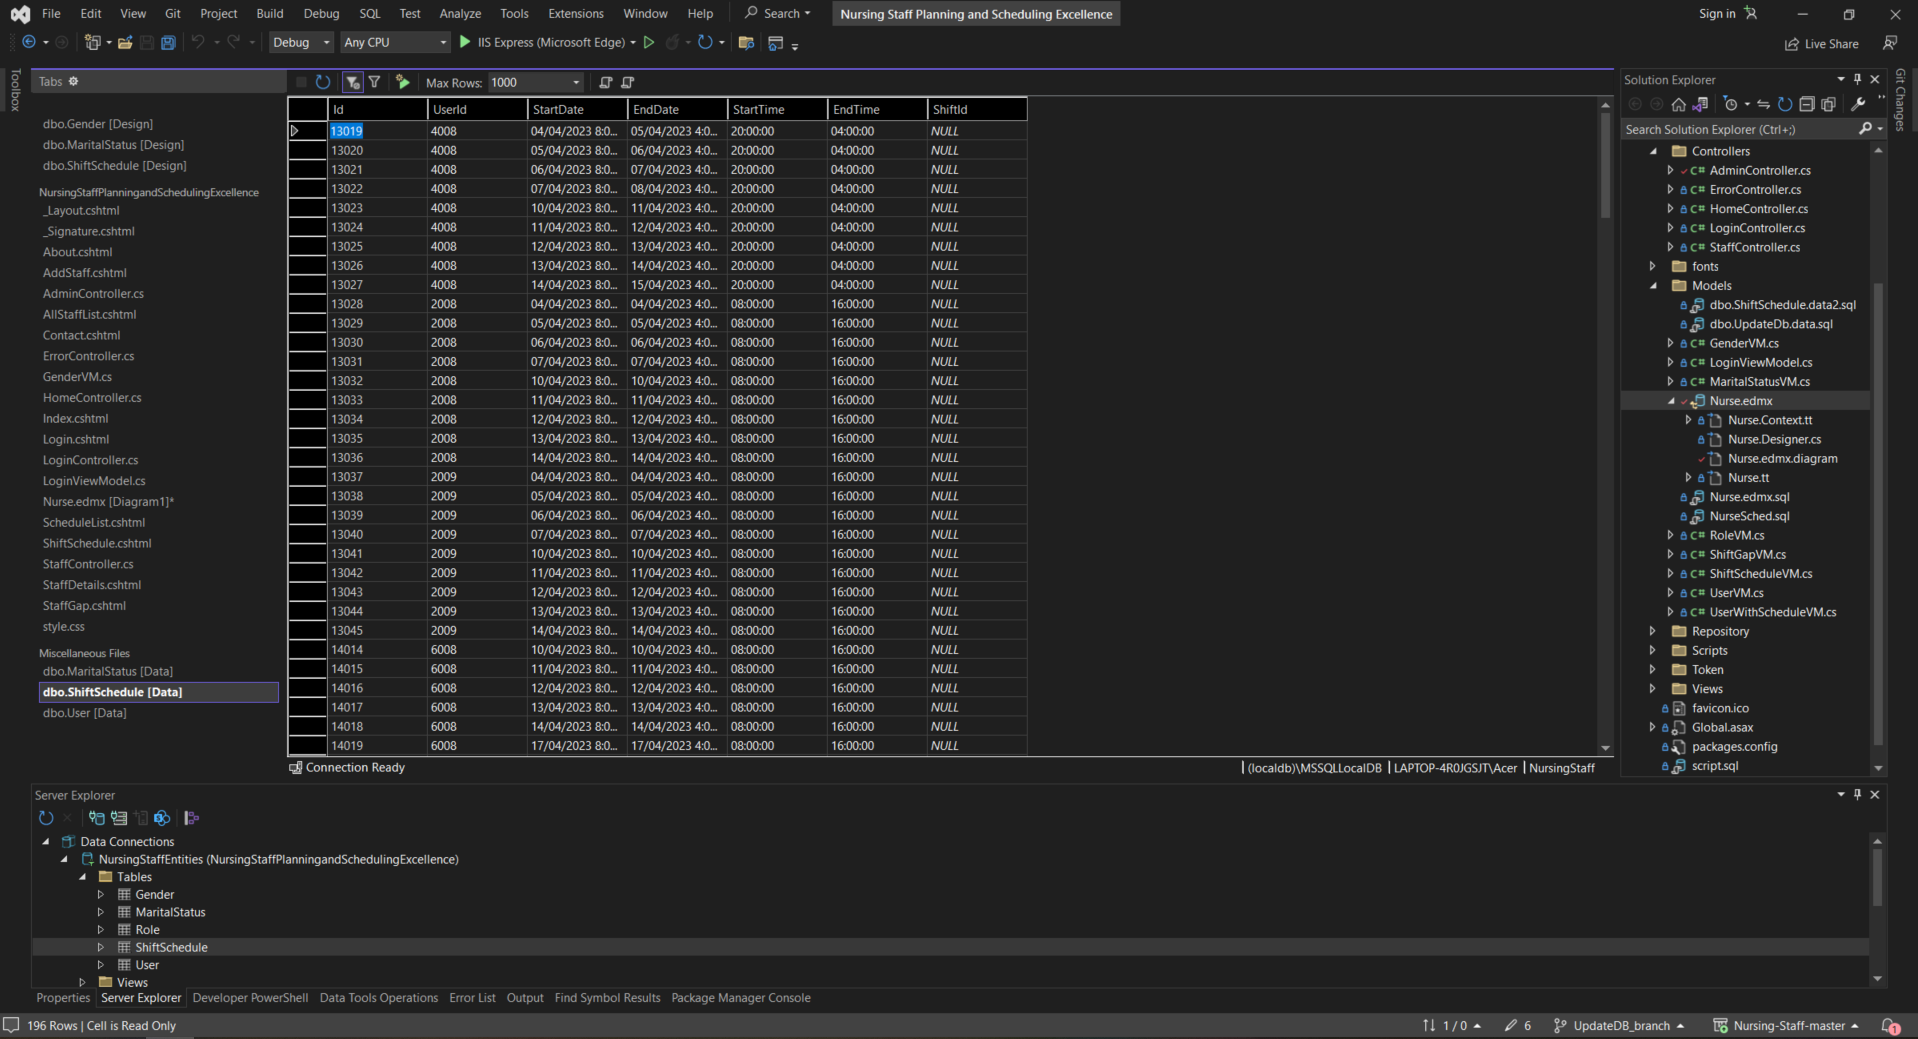 File Edit View Git Project Build Debug SQL Test Analyze Tools Extensions Window Help Search Nursing Staff Planning and Scheduling Excellence Sign in
Debug Any CPU IIS Express (Microsoft Edge) Live Share
Toolbox
Tabs
dbo.Gender [Design]
dbo.MaritalStatus [Design]
dbo.ShiftSchedule [Design]
NursingStaffPlanningandSchedulingExcellence
_Layout.cshtml
_Signature.cshtml
About.cshtml
AddStaff.cshtml
AdminController.cs
AllStaffList.cshtml
Contact.cshtml
ErrorController.cs
GenderVM.cs
HomeController.cs
Index.cshtml
Login.cshtml
LoginController.cs
LoginViewModel.cs
Nurse.edmx [Diagram1]*
ScheduleList.cshtml
ShiftSchedule.cshtml
StaffController.cs
StaffDetails.cshtml
StaffGap.cshtml
style.css
Miscellaneous Files
dbo.MaritalStatus [Data]
dbo.ShiftSchedule [Data]
dbo.User [Data]
Max Rows: 1000
Id UserId StartDate EndDate StartTime EndTime ShiftId
13019 4008 04/04/2023 8:0... 05/04/2023 4:0... 20:00:00 04:00:00 NULL
13020 4008 05/04/2023 8:0... 06/04/2023 4:0... 20:00:00 04:00:00 NULL
13021 4008 06/04/2023 8:0... 07/04/2023 4:0... 20:00:00 04:00:00 NULL
13022 4008 07/04/2023 8:0... 08/04/2023 4:0... 20:00:00 04:00:00 NULL
13023 4008 10/04/2023 8:0... 11/04/2023 4:0... 20:00:00 04:00:00 NULL
13024 4008 11/04/2023 8:0... 12/04/2023 4:0... 20:00:00 04:00:00 NULL
13025 4008 12/04/2023 8:0... 13/04/2023 4:0... 20:00:00 04:00:00 NULL
13026 4008 13/04/2023 8:0... 14/04/2023 4:0... 20:00:00 04:00:00 NULL
13027 4008 14/04/2023 8:0... 15/04/2023 4:0... 20:00:00 04:00:00 NULL
13028 2008 04/04/2023 8:0... 04/04/2023 4:0... 08:00:00 16:00:00 NULL
13029 2008 05/04/2023 8:0... 05/04/2023 4:0... 08:00:00 16:00:00 NULL
13030 2008 06/04/2023 8:0... 06/04/2023 4:0... 08:00:00 16:00:00 NULL
13031 2008 07/04/2023 8:0... 07/04/2023 4:0... 08:00:00 16:00:00 NULL
13032 2008 10/04/2023 8:0... 10/04/2023 4:0... 08:00:00 16:00:00 NULL
13033 2008 11/04/2023 8:0... 11/04/2023 4:0... 08:00:00 16:00:00 NULL
13034 2008 12/04/2023 8:0... 12/04/2023 4:0... 08:00:00 16:00:00 NULL
13035 2008 13/04/2023 8:0... 13/04/2023 4:0... 08:00:00 16:00:00 NULL
13036 2008 14/04/2023 8:0... 14/04/2023 4:0... 08:00:00 16:00:00 NULL
13037 2009 04/04/2023 8:0... 04/04/2023 4:0... 08:00:00 16:00:00 NULL
13038 2009 05/04/2023 8:0... 05/04/2023 4:0... 08:00:00 16:00:00 NULL
13039 2009 06/04/2023 8:0... 06/04/2023 4:0... 08:00:00 16:00:00 NULL
13040 2009 07/04/2023 8:0... 07/04/2023 4:0... 08:00:00 16:00:00 NULL
13041 2009 10/04/2023 8:0... 10/04/2023 4:0... 08:00:00 16:00:00 NULL
13042 2009 11/04/2023 8:0... 11/04/2023 4:0... 08:00:00 16:00:00 NULL
13043 2009 12/04/2023 8:0... 12/04/2023 4:0... 08:00:00 16:00:00 NULL
13044 2009 13/04/2023 8:0... 13/04/2023 4:0... 08:00:00 16:00:00 NULL
13045 2009 14/04/2023 8:0... 14/04/2023 4:0... 08:00:00 16:00:00 NULL
14014 6008 10/04/2023 8:0... 10/04/2023 4:0... 08:00:00 16:00:00 NULL
14015 6008 11/04/2023 8:0... 11/04/2023 4:0... 08:00:00 16:00:00 NULL
14016 6008 12/04/2023 8:0... 12/04/2023 4:0... 08:00:00 16:00:00 NULL
14017 6008 13/04/2023 8:0... 13/04/2023 4:0... 08:00:00 16:00:00 NULL
14018 6008 14/04/2023 8:0... 14/04/2023 4:0... 08:00:00 16:00:00 NULL
14019 6008 17/04/2023 8:0... 17/04/2023 4:0... 08:00:00 16:00:00 NULL
Connection Ready (localdb)\MSSQLLocalDB LAPTOP-4R0JGSJT\Acer NursingStaff
Solution Explorer
Search Solution Explorer (Ctrl+;)
Controllers
AdminController.cs
ErrorController.cs
HomeController.cs
LoginController.cs
StaffController.cs
fonts
Models
dbo.ShiftSchedule.data2.sql
dbo.UpdateDb.data.sql
GenderVM.cs
LoginViewModel.cs
MaritalStatusVM.cs
Nurse.edmx
Nurse.Context.tt
Nurse.Designer.cs
Nurse.edmx.diagram
Nurse.tt
Nurse.edmx.sql
NurseSched.sql
RoleVM.cs
ShiftGapVM.cs
ShiftScheduleVM.cs
UserVM.cs
UserWithScheduleVM.cs
Repository
Scripts
Token
Views
favicon.ico
Global.asax
packages.config
script.sql
Git Changes
Server Explorer
Data Connections
NursingStaffEntities (NursingStaffPlanningandSchedulingExcellence)
Tables
Gender
MaritalStatus
Role
ShiftSchedule
User
Views
Properties Server Explorer Developer PowerShell Data Tools Operations Error List Output Find Symbol Results Package Manager Console
196 Rows | Cell is Read Only 1 / 0 6 UpdateDB_branch Nursing-Staff-master 1